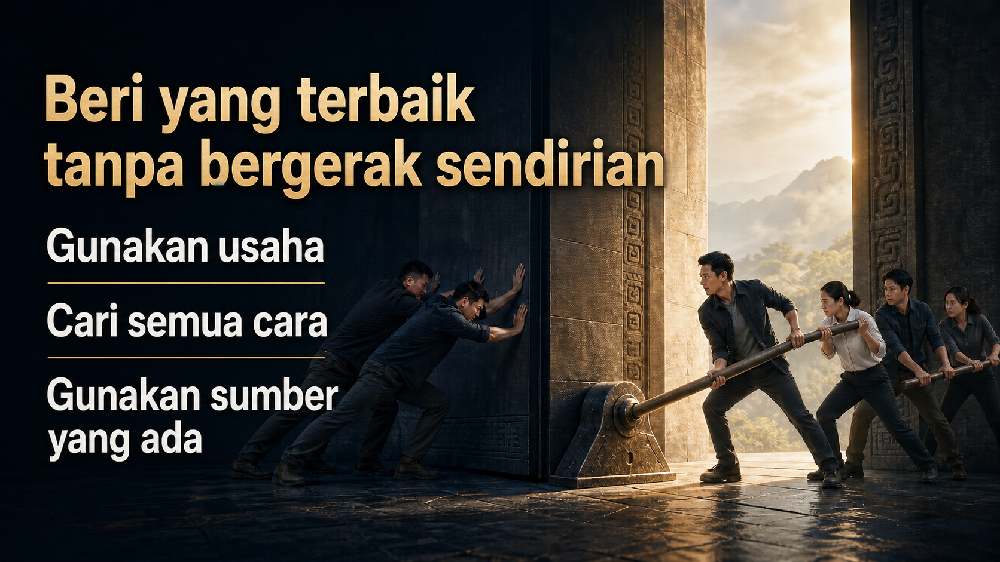 Beri yang terbaik
tanpa bergerak sendirian
Gunakan usaha
Cari semua cara
Gunakan sumber
yang ada